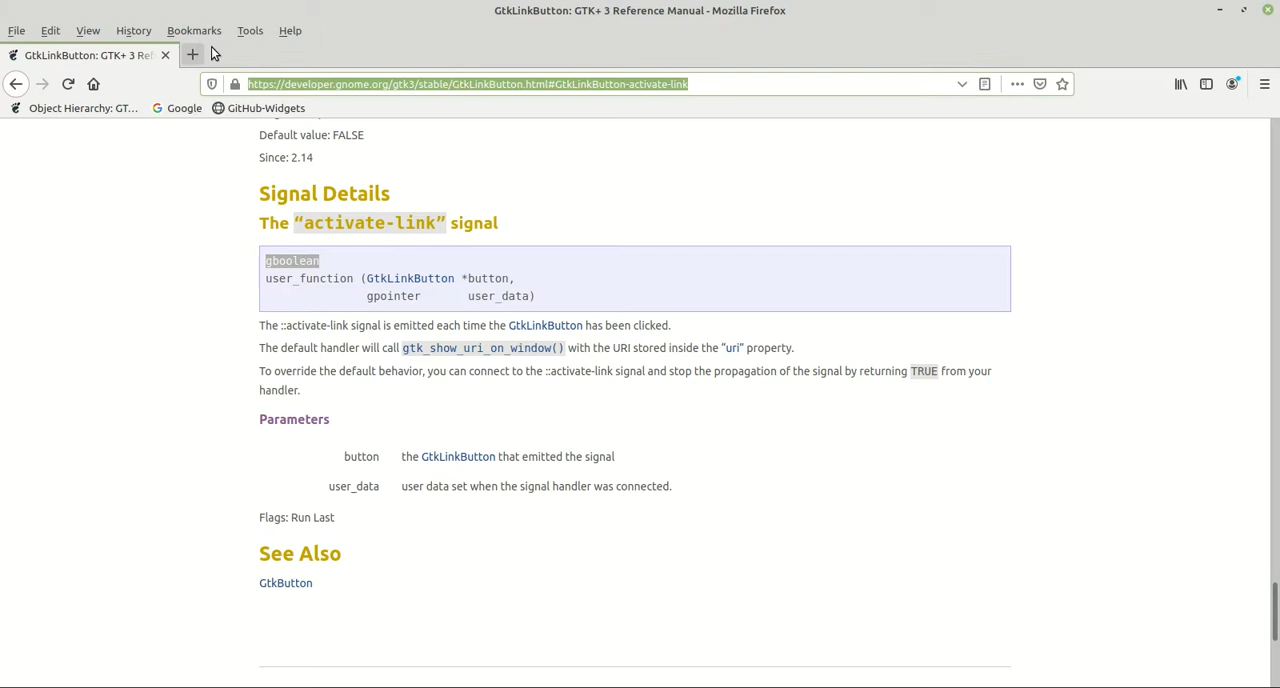 GtkLinkButton: GTK+ 3 Reference Manual - Mozilla Firefox
File Edit View History Bookmarks Tools Help
GtkLinkButton: GTK+ 3 Ref
https://developer.gnome.org/gtk3/stable/GtkLinkButton.html#GtkLinkButton-activate-link
Object Hierarchy: GT... Google GitHub-Widgets
Default value: FALSE
Since: 2.14
Signal Details
The “activate-link” signal
gboolean
user_function (GtkLinkButton *button,
gpointer user_data)
The ::activate-link signal is emitted each time the GtkLinkButton has been clicked.
The default handler will call gtk_show_uri_on_window() with the URI stored inside the “uri” property.
To override the default behavior, you can connect to the ::activate-link signal and stop the propagation of the signal by returning TRUE from your
handler.
Parameters
button the GtkLinkButton that emitted the signal
user_data user data set when the signal handler was connected.
Flags: Run Last
See Also
GtkButton